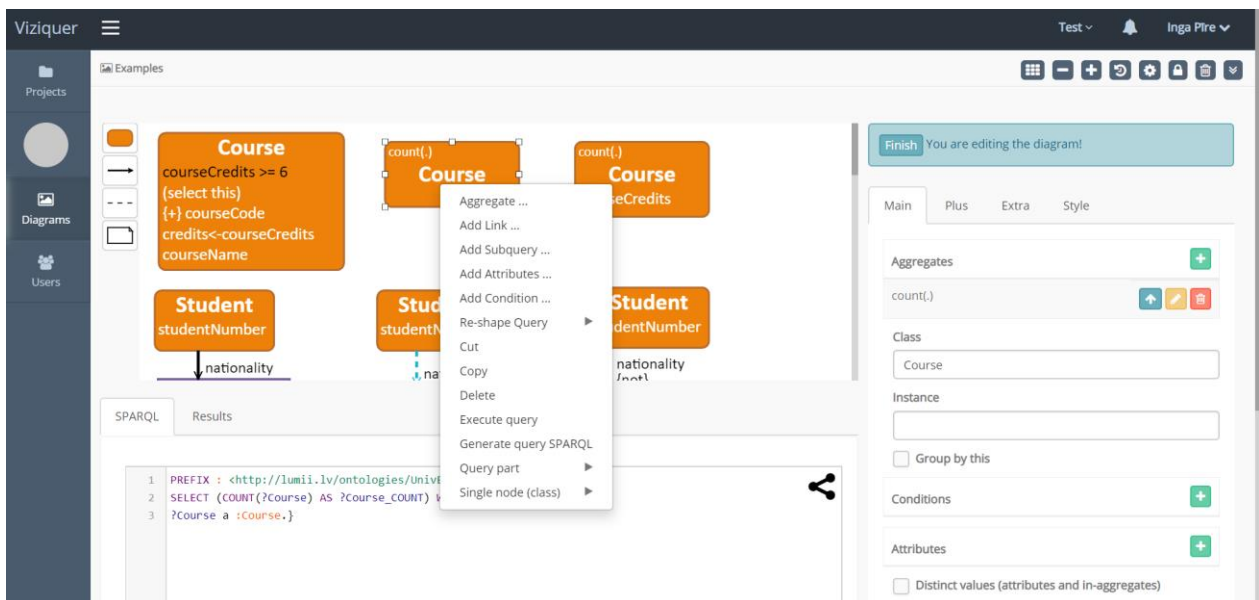 Viziquer
Test
Inga Pīre
Projects
Diagrams
Users
Examples
Course
courseCredits >= 6
(select this)
{+} courseCode
credits<-courseCredits
courseName
count(.)
Course
count(.)
Course
eCredits
Student
studentNumber
nationality
Stud
studentN
na
Student
dentNumber
nationality
{not}
Aggregate ...
Add Link ...
Add Subquery ...
Add Attributes ...
Add Condition ...
Re-shape Query
Cut
Copy
Delete
Execute query
Generate query SPARQL
Query part
Single node (class)
SPARQL
Results
1 PREFIX : <http://lumii.lv/ontologies/Univ
2 SELECT (COUNT(?Course) AS ?Course_COUNT) W
3 ?Course a :Course.}
Finish You are editing the diagram!
Main Plus Extra Style
Aggregates
count(.)
Class
Course
Instance
Group by this
Conditions
Attributes
Distinct values (attributes and in-aggregates)